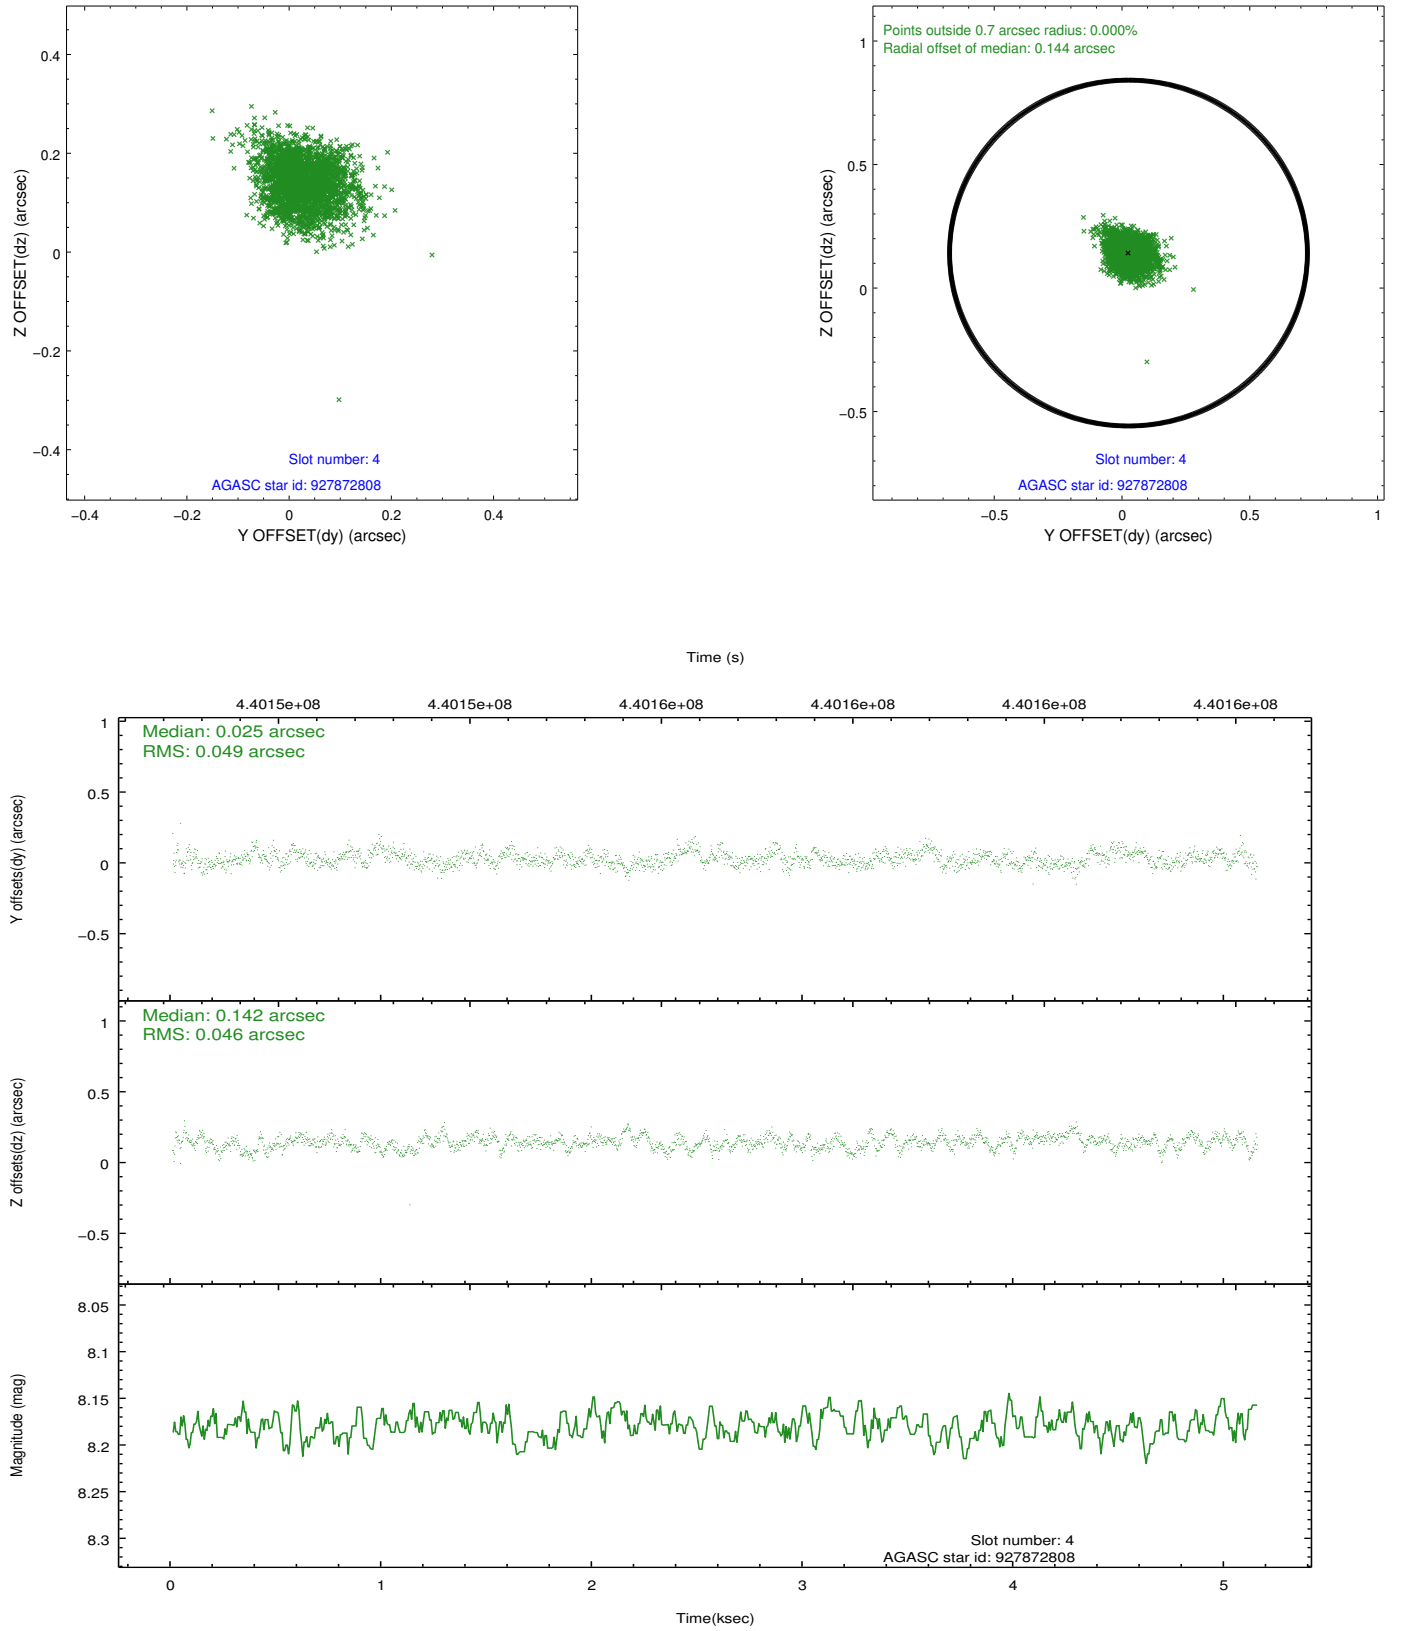 0.4
0.2
0
−0.2
−0.4
Z OFFSET(dz) (arcsec)
Slot number: 4
AGASC star id: 927872808
−0.4
−0.2
0
0.2
0.4
Y OFFSET(dy) (arcsec)
Points outside 0.7 arcsec radius: 0.000%
Radial offset of median: 0.144 arcsec
1
0.5
0
−0.5
Z OFFSET(dz) (arcsec)
Slot number: 4
AGASC star id: 927872808
−0.5
0
0.5
1
Y OFFSET(dy) (arcsec)
Time (s)
4.4015e+08
4.4015e+08
4.4016e+08
4.4016e+08
4.4016e+08
4.4016e+08
Median: 0.025 arcsec
RMS: 0.049 arcsec
1
0.5
0
−0.5
Y offsets(dy) (arcsec)
Median: 0.142 arcsec
RMS: 0.046 arcsec
1
0.5
0
−0.5
Z offsets(dz) (arcsec)
8.05
8.1
8.15
8.2
8.25
8.3
Magnitude (mag)
Slot number: 4
AGASC star id: 927872808
0
1
2
3
4
5
Time(ksec)